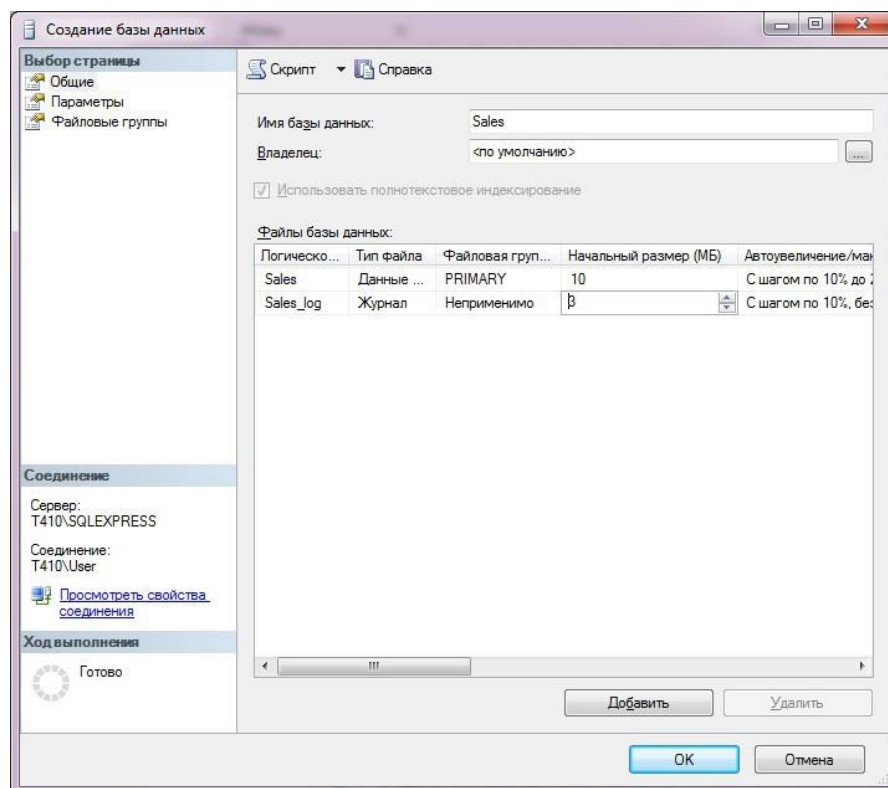 Создание базы данных
Выбор страницы
Общие
Параметры
Файловые группы
Скрипт
Справка
Имя базы данных: Sales
Владелец: <по умолчанию> ...
Использовать полнотекстовое индексирование
Файлы базы данных:
Логическо... Тип файла Файловая груп... Начальный размер (МБ) Автоувеличение/мак
Sales Данные ... PRIMARY 10 С шагом по 10% до
Sales_log Журнал Неприменимо 3 С шагом по 10%, без
Соединение
Сервер:
T410\SQLEXPRESS
Соединение:
T410\User
Просмотреть свойства
соединения
Ход выполнения
Готово
Добавить Удалить
OK Отмена